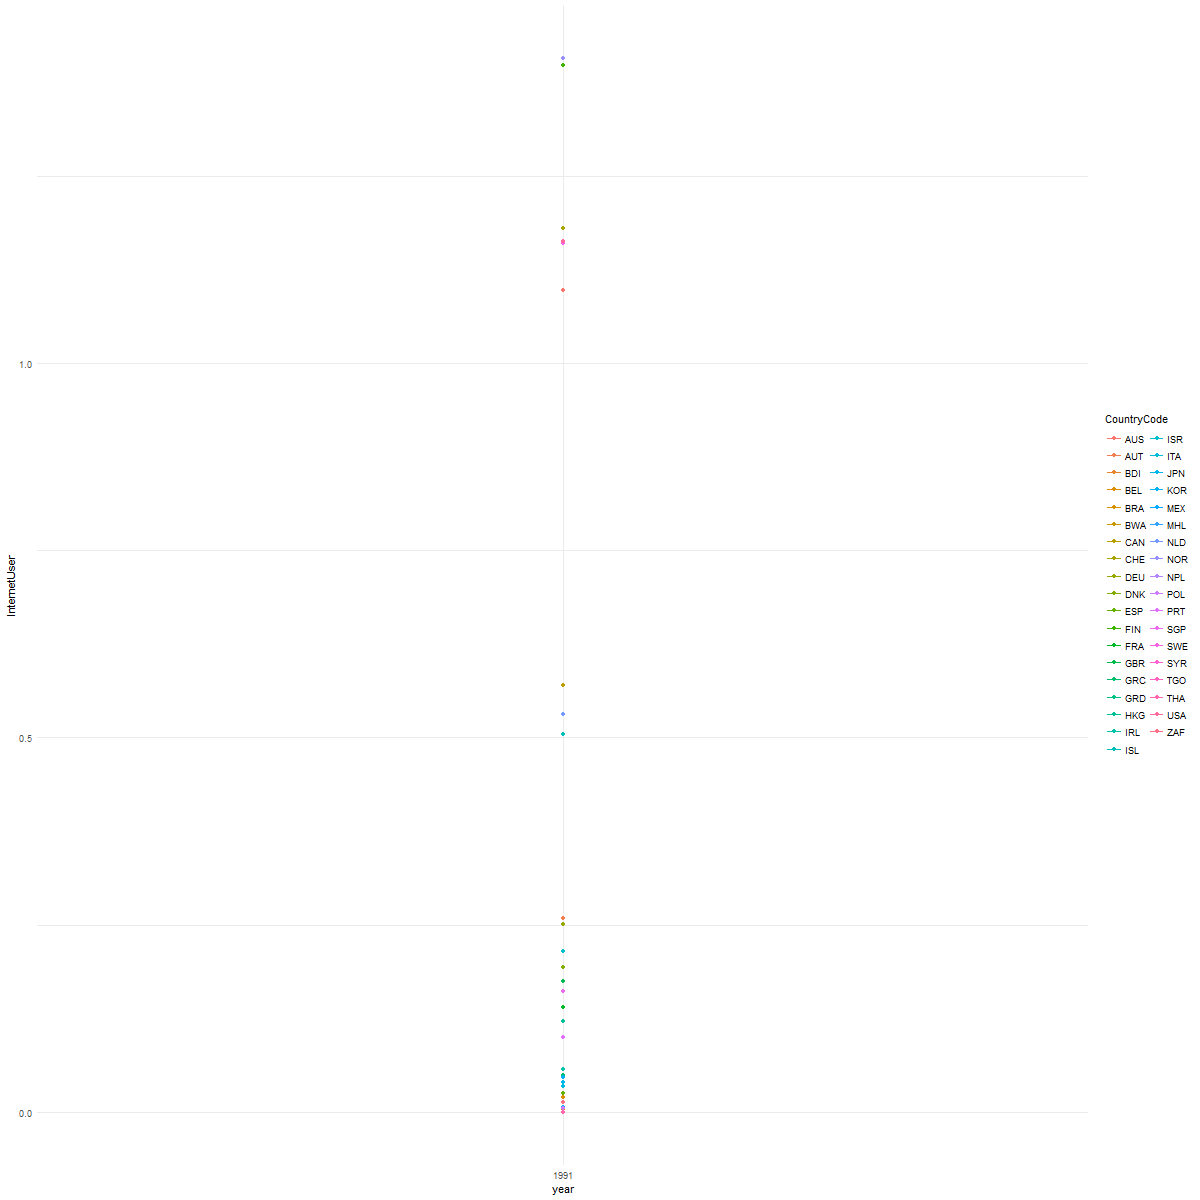 1.0
0.5
0.0
InternetUser
1991
year
CountryCode
AUS ISR
AUT ITA
BDI JPN
BEL KOR
BRA MEX
BWA MHL
CAN NLD
CHE NOR
DEU NPL
DNK POL
ESP PRT
FIN SGP
FRA SWE
GBR SYR
GRC TGO
GRD THA
HKG USA
IRL ZAF
ISL